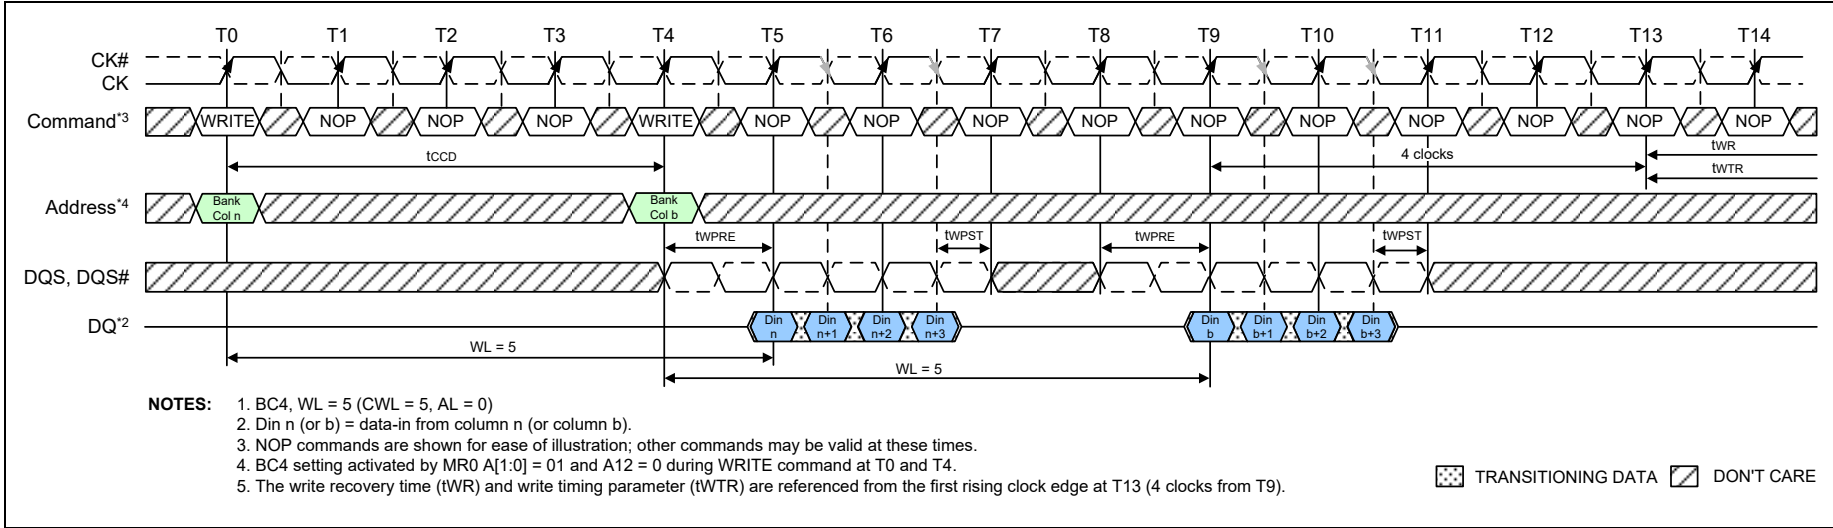 T0 T1 T2 T3 T4 T5 T6 T7 T8 T9 T10 T11 T12 T13 T14
CK#
CK
Command*3 WRITE NOP NOP NOP WRITE NOP NOP NOP NOP NOP NOP NOP NOP NOP NOP
tCCD 4 clocks tWR
tWTR
Address*4 Bank Col n Bank Col b
tWPRE tWPST tWPRE tWPST
DQS, DQS#
DQ*2 Din n Din n+1 Din n+2 Din n+3 Din b Din b+1 Din b+2 Din b+3
WL = 5
WL = 5
NOTES: 1. BC4, WL = 5 (CWL = 5, AL = 0)
2. Din n (or b) = data-in from column n (or column b).
3. NOP commands are shown for ease of illustration; other commands may be valid at these times.
4. BC4 setting activated by MR0 A[1:0] = 01 and A12 = 0 during WRITE command at T0 and T4.
5. The write recovery time (tWR) and write timing parameter (tWTR) are referenced from the first rising clock edge at T13 (4 clocks from T9).
TRANSITIONING DATA DON'T CARE